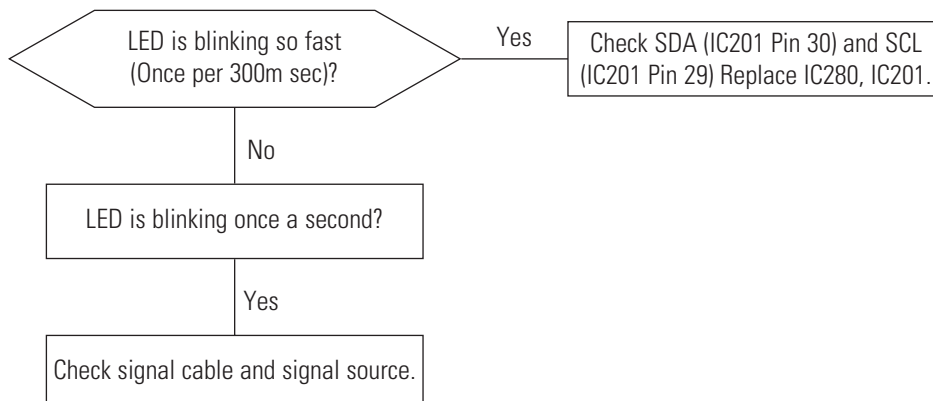 LED is blinking so fast
(Once per 300m sec)?
Yes
Check SDA (IC201 Pin 30) and SCL
(IC201 Pin 29) Replace IC280, IC201.
No
LED is blinking once a second?
Yes
Check signal cable and signal source.